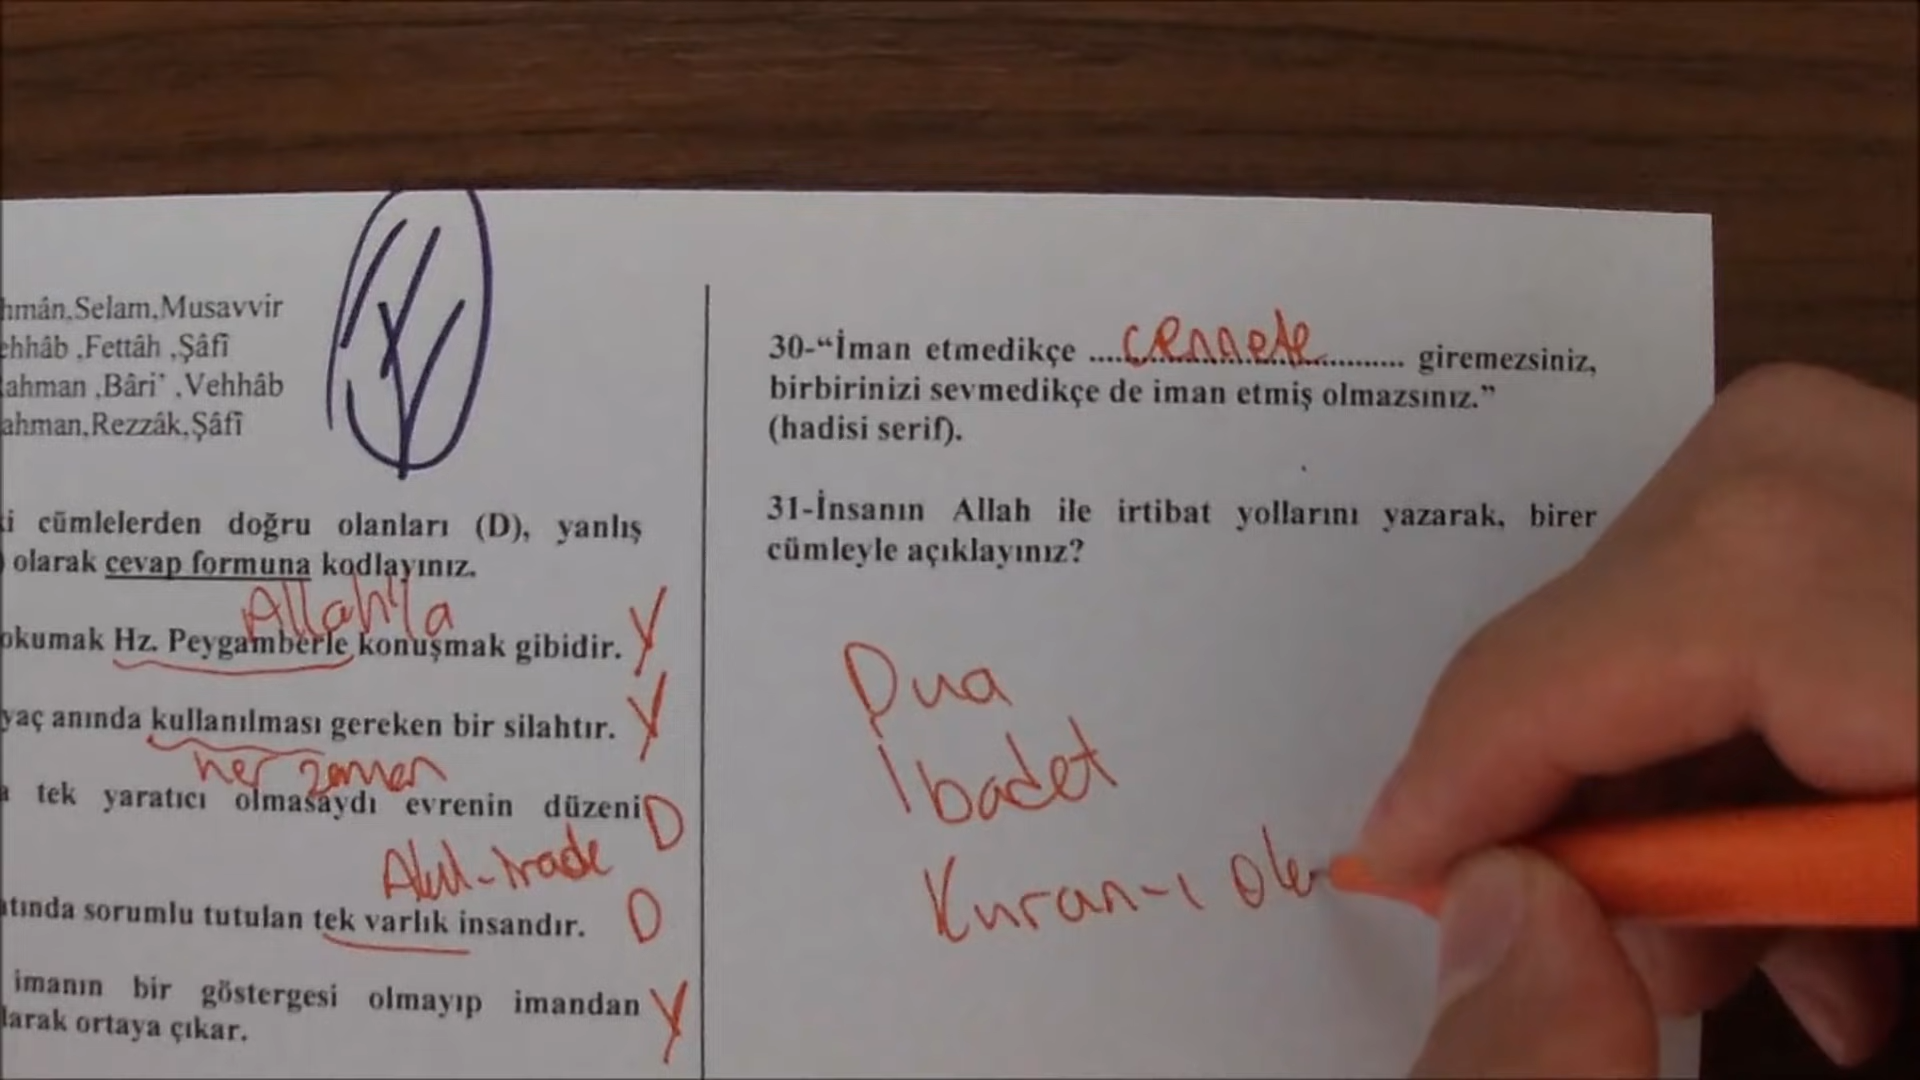 hmân,Selam,Musavvir
ehhâb ,Fettâh ,Şâfî
ahman ,Bâri' ,Vehhâb
ahman,Rezzâk,Şâfî
i cümlelerden doğru olanları (D), yanlış
) olarak cevap formuna kodlayınız.
Allah'la
okumak Hz. Peygamberle konuşmak gibidir. Y
yaç anında kullanılması gereken bir silahtır. Y
her zaman
a tek yaratıcı olmasaydı evrenin düzeni D
Akıl-irade
atında sorumlu tutulan tek varlık insandır. D
imanın bir göstergesi olmayıp imandan Y
larak ortaya çıkar.
30-“İman etmedikçe ....cennete.... giremezsiniz,
birbirinizi sevmedikçe de iman etmiş olmazsınız.”
(hadisi serif).
31-İnsanın Allah ile irtibat yollarını yazarak, birer
cümleyle açıklayınız?
Dua
İbadet
Kuran-ı